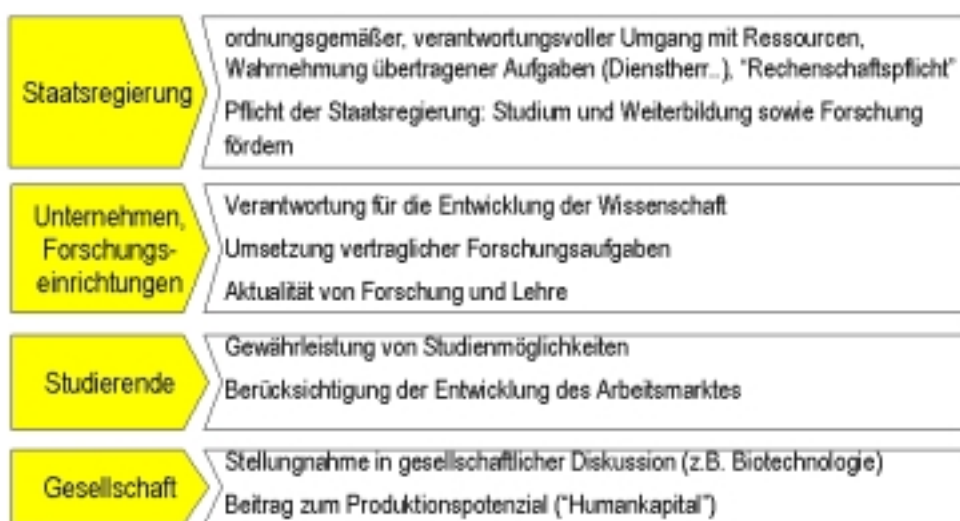 Staatsregierung
ordnungsgemäßer, verantwortungsvoller Umgang mit Ressourcen,
Wahrnehmung übertragener Aufgaben (Dienstherr...), "Rechenschaftspflicht"
Pflicht der Staatsregierung: Studium und Weiterbildung sowie Forschung
fördern
Unternehmen,
Forschungs-
einrichtungen
Verantwortung für die Entwicklung der Wissenschaft
Umsetzung vertraglicher Forschungsaufgaben
Aktualität von Forschung und Lehre
Studierende
Gewährleistung von Studienmöglichkeiten
Berücksichtigung der Entwicklung des Arbeitsmarktes
Gesellschaft
Stellungnahme in gesellschaftlicher Diskussion (z.B. Biotechnologie)
Beitrag zum Produktionspotenzial ("Humankapital")